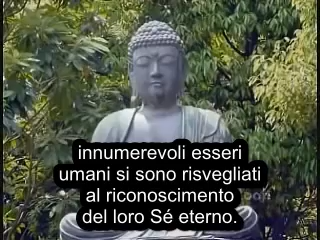 innumerevoli esseri
umani si sono risvegliati
al riconoscimento
del loro Sé eterno.